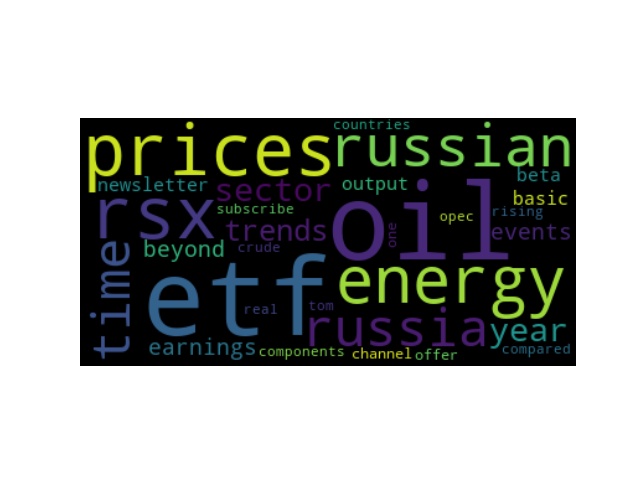 countries
prices russian
newsletter sector output beta
rsx subscribe basic
oil opec rising
trends one events
beyond crude
time etf energy
real tom
russia year
earnings components channel offer compared